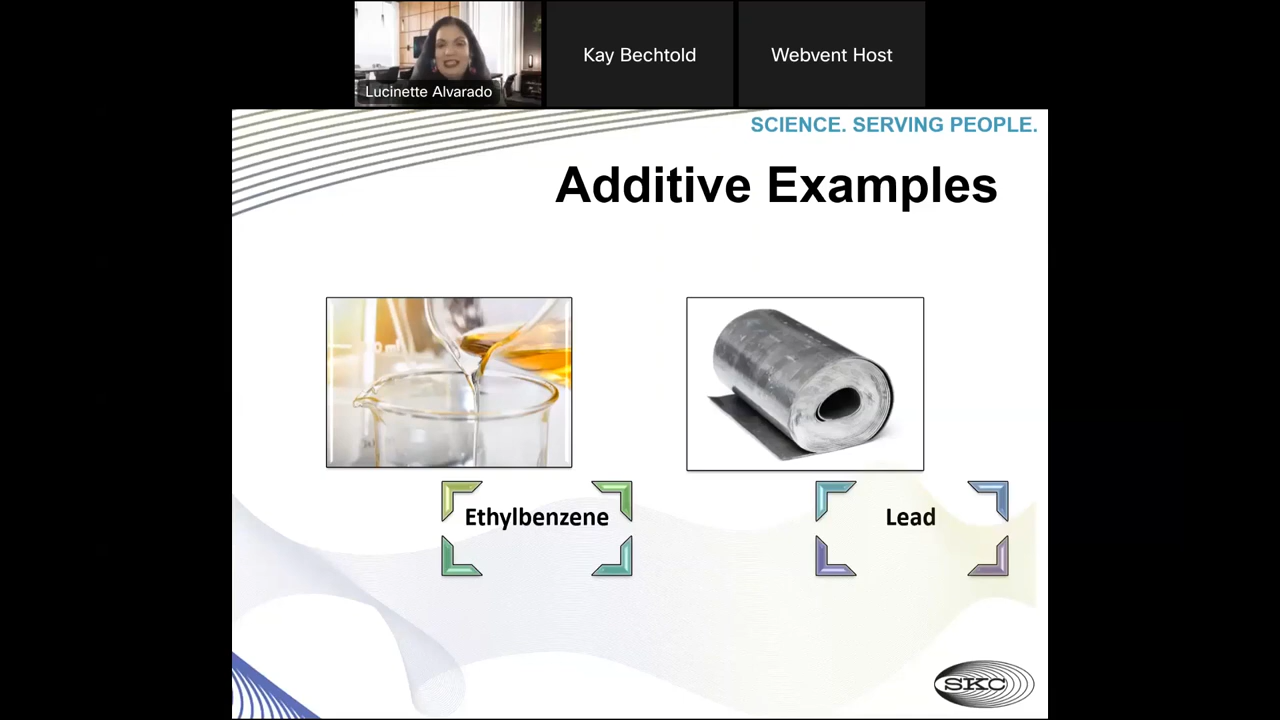 Lucinette Alvarado
Kay Bechtold
Webvent Host
SCIENCE. SERVING PEOPLE.
Additive Examples
Ethylbenzene
Lead
SKC